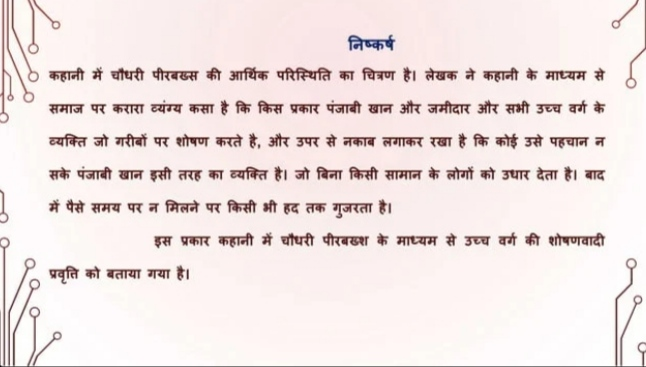 निष्कर्ष
कहानी में चौधरी पीरबख्स की आर्थिक परिस्थिति का चित्रण है। लेखक ने कहानी के माध्यम से
समाज पर करारा व्यंग्य कसा है कि किस प्रकार पंजाबी खान और जमीदार और सभी उच्च वर्ग के
व्यक्ति जो गरीबों पर शोषण करते है, और उपर से नकाब लगाकर रखा है कि कोई उसे पहचान न
सके पंजाबी खान इसी तरह का व्यक्ति है। जो बिना किसी सामान के लोगों को उधार देता है। बाद
में पैसे समय पर न मिलने पर किसी भी हद तक गुजरता है।
इस प्रकार कहानी में चौधरी पीरबख्श के माध्यम से उच्च वर्ग की शोषणवादी
प्रवृत्ति को बताया गया है।